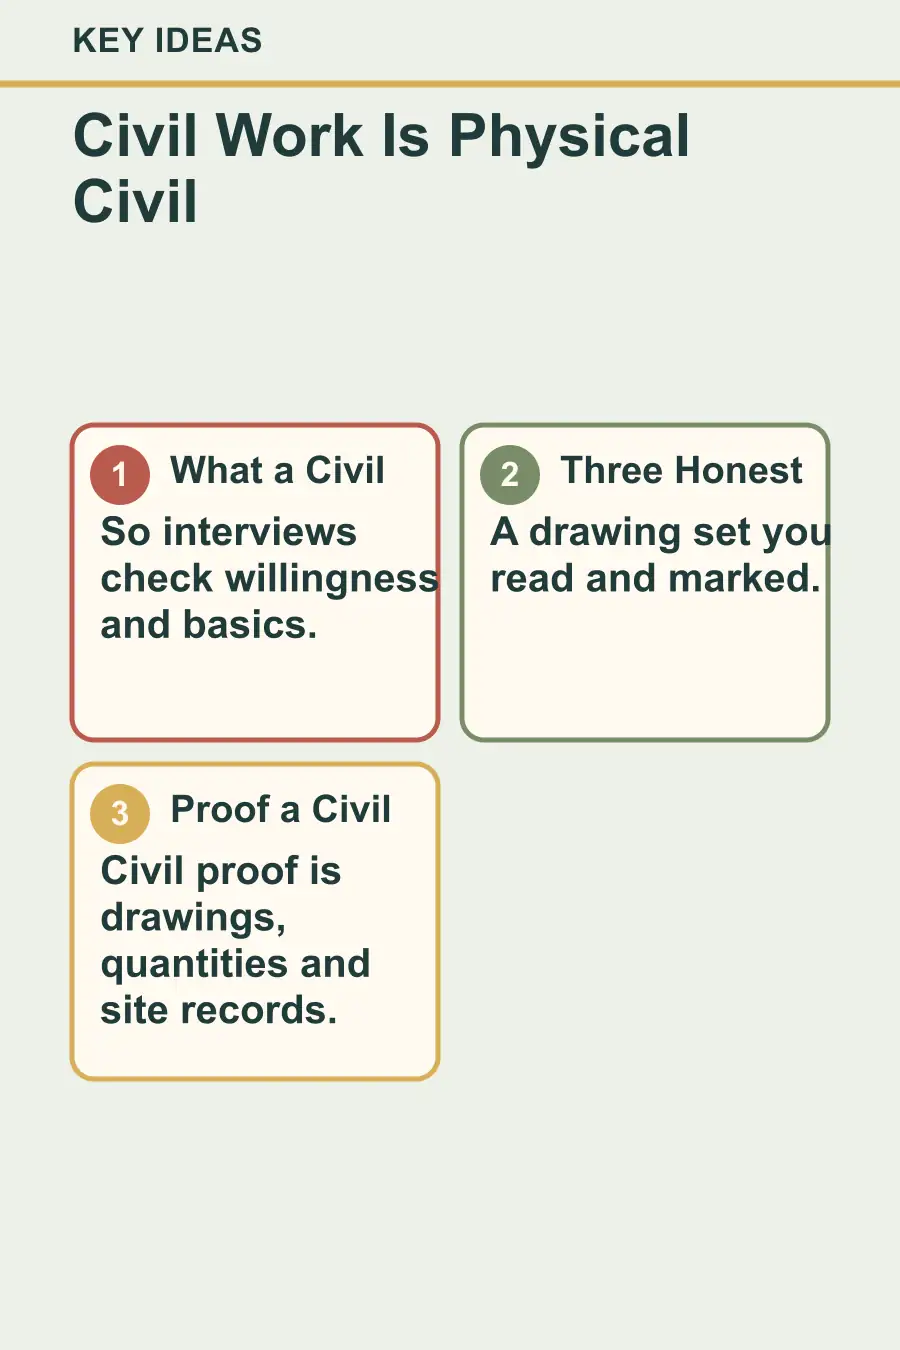 KEY IDEAS
Civil Work Is Physical
Civil
1 What a Civil
So interviews
check willingness
and basics.
2 Three Honest
A drawing set you
read and marked.
3 Proof a Civil
Civil proof is
drawings,
quantities and
site records.